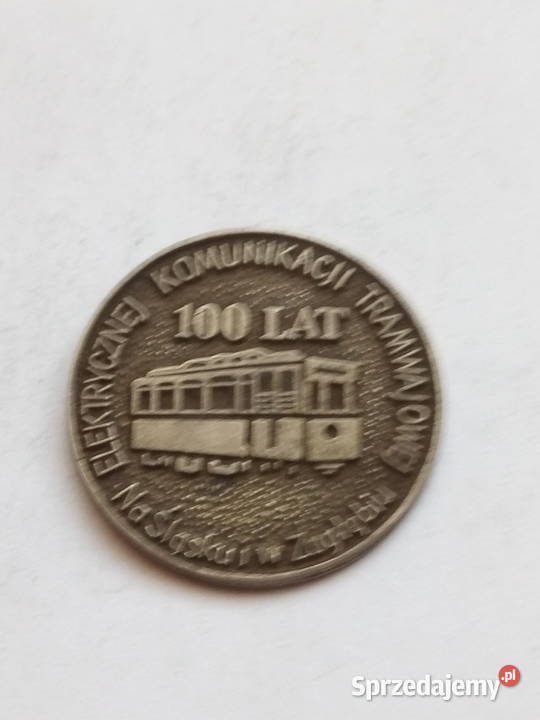 ELEKTRYCZNEJ KOMUNIKACJI TRAMWAJOWEJ
100 LAT
Na Śląsku i w Zagłębiu
Sprzedajemy.pl